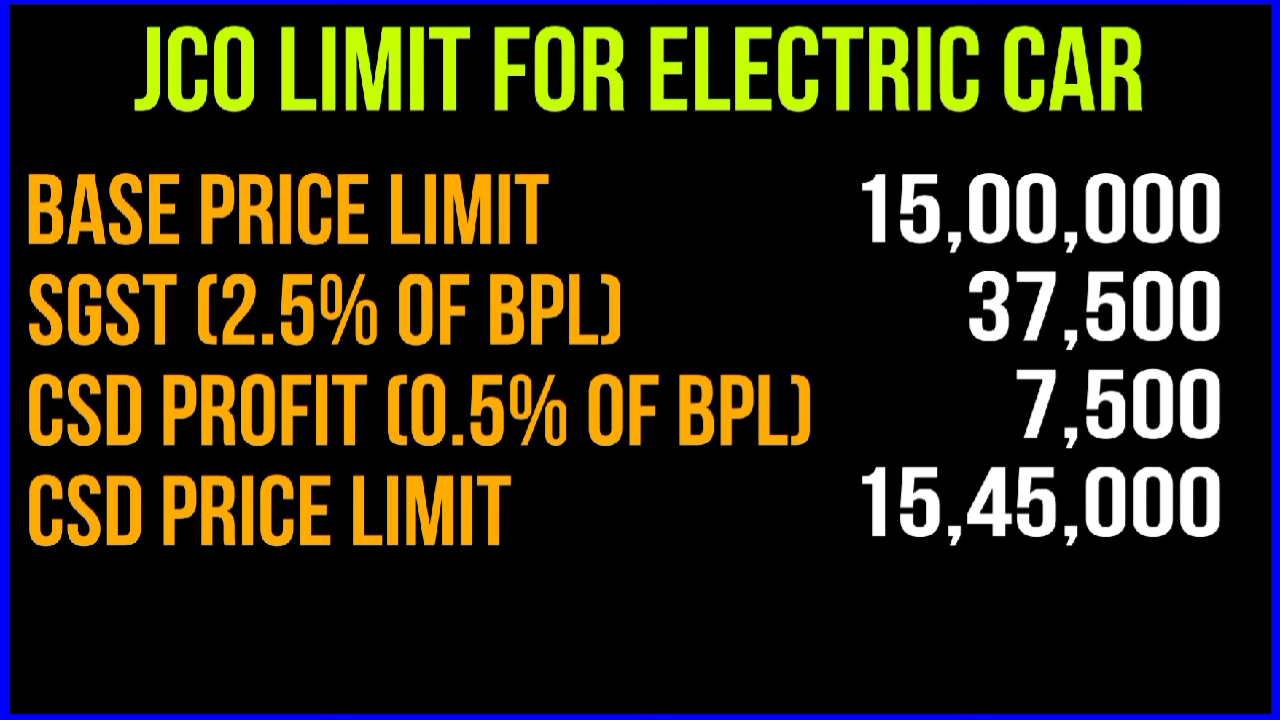 JCO LIMIT FOR ELECTRIC CAR
BASE PRICE LIMIT 15,00,000
SGST (2.5% OF BPL) 37,500
CSD PROFIT (0.5% OF BPL) 7,500
CSD PRICE LIMIT 15,45,000